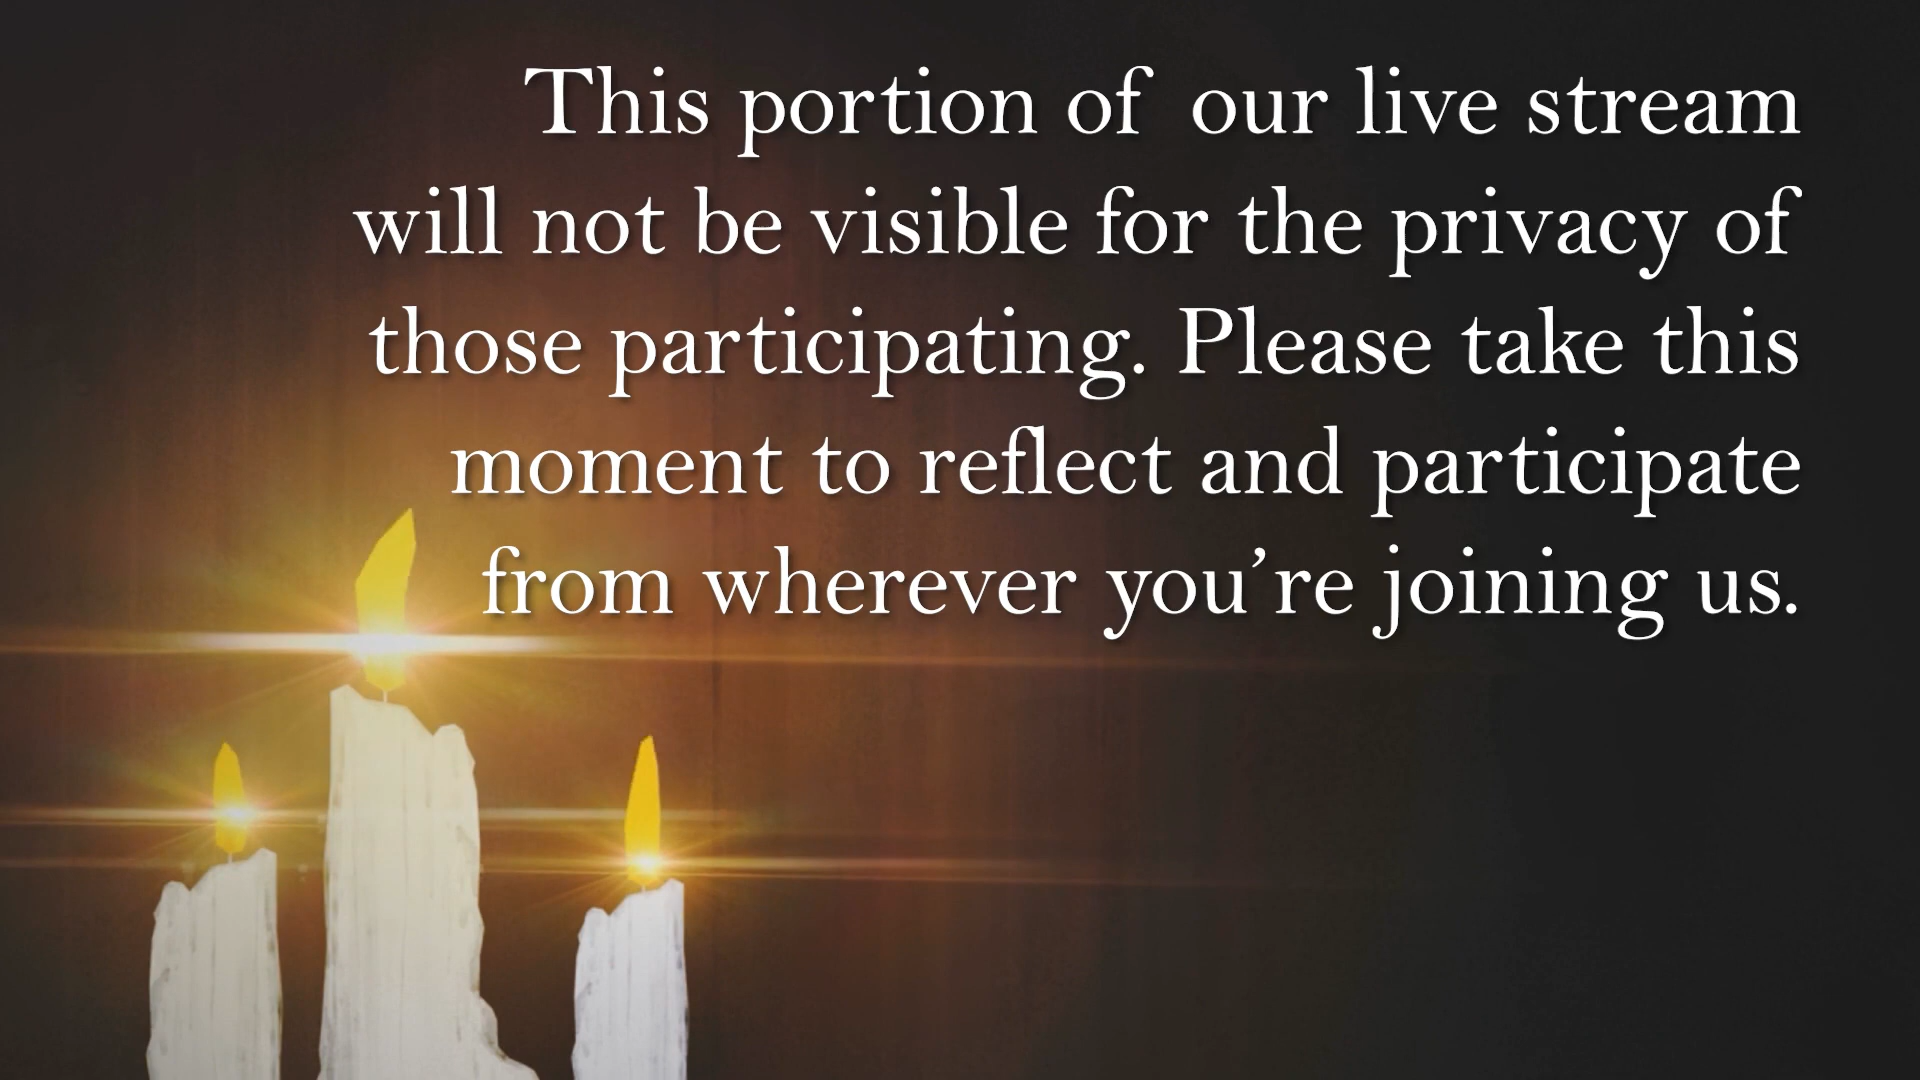 This portion of our live stream
will not be visible for the privacy of
those participating. Please take this
moment to reflect and participate
from wherever you’re joining us.